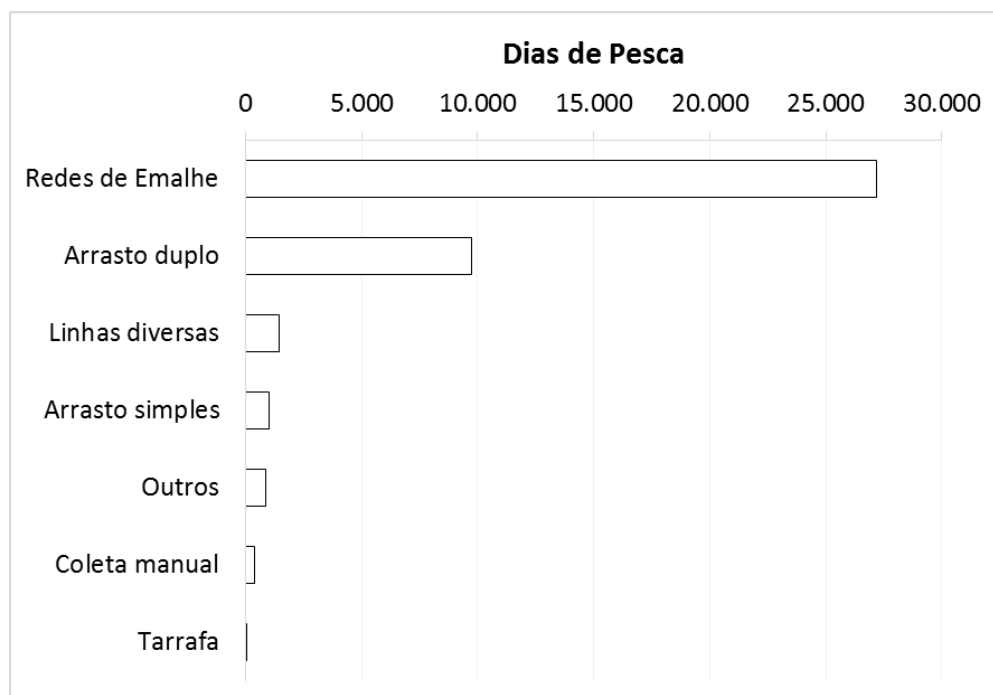 Dias de Pesca
0 5.000 10.000 15.000 20.000 25.000 30.000
Redes de Emalhe
Arrasto duplo
Linhas diversas
Arrasto simples
Outros
Coleta manual
Tarrafa